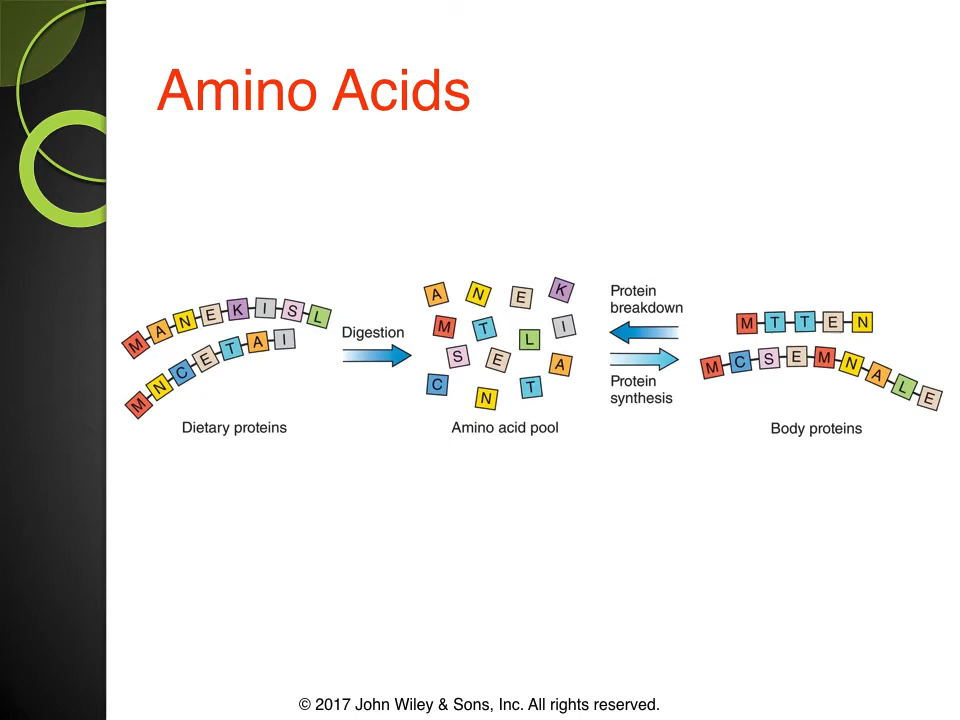 Amino Acids
M A N E K I S L
M N C E T A I
Dietary proteins
Digestion
A N E K
M T L I
S E A
C N T
Amino acid pool
Protein
breakdown
Protein
synthesis
M T T E N
M C S E M N A L E
Body proteins
© 2017 John Wiley & Sons, Inc. All rights reserved.